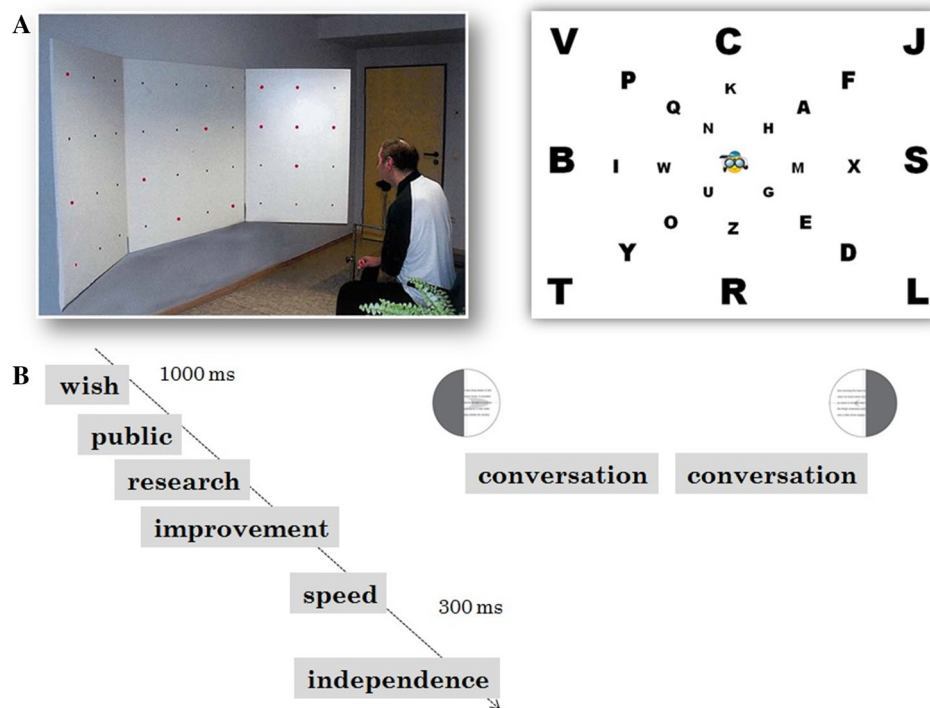 A
V C J
P K F
Q A
N H
B I W M X S
U G
O Z E
Y D
T R L
B
1000 ms
wish
public
research
conversation conversation
improvement
speed
300 ms
independence